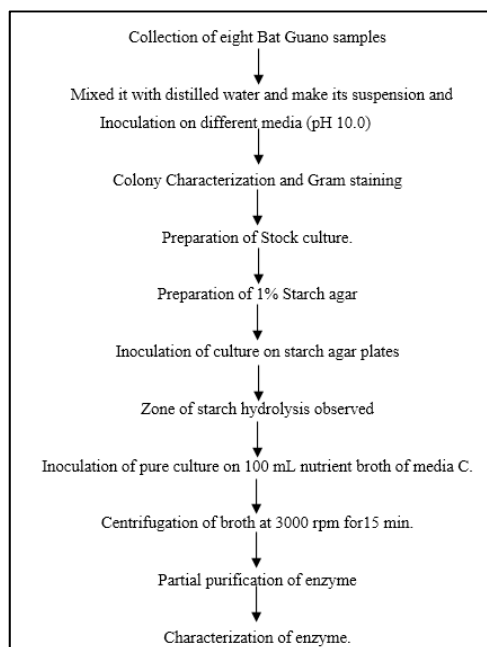 Collection of eight Bat Guano samples
Mixed it with distilled water and make its suspension and
Inoculation on different media (pH 10.0)
Colony Characterization and Gram staining
Preparation of Stock culture.
Preparation of 1% Starch agar
Inoculation of culture on starch agar plates
Zone of starch hydrolysis observed
Inoculation of pure culture on 100 mL nutrient broth of media C.
Centrifugation of broth at 3000 rpm for15 min.
Partial purification of enzyme
Characterization of enzyme.